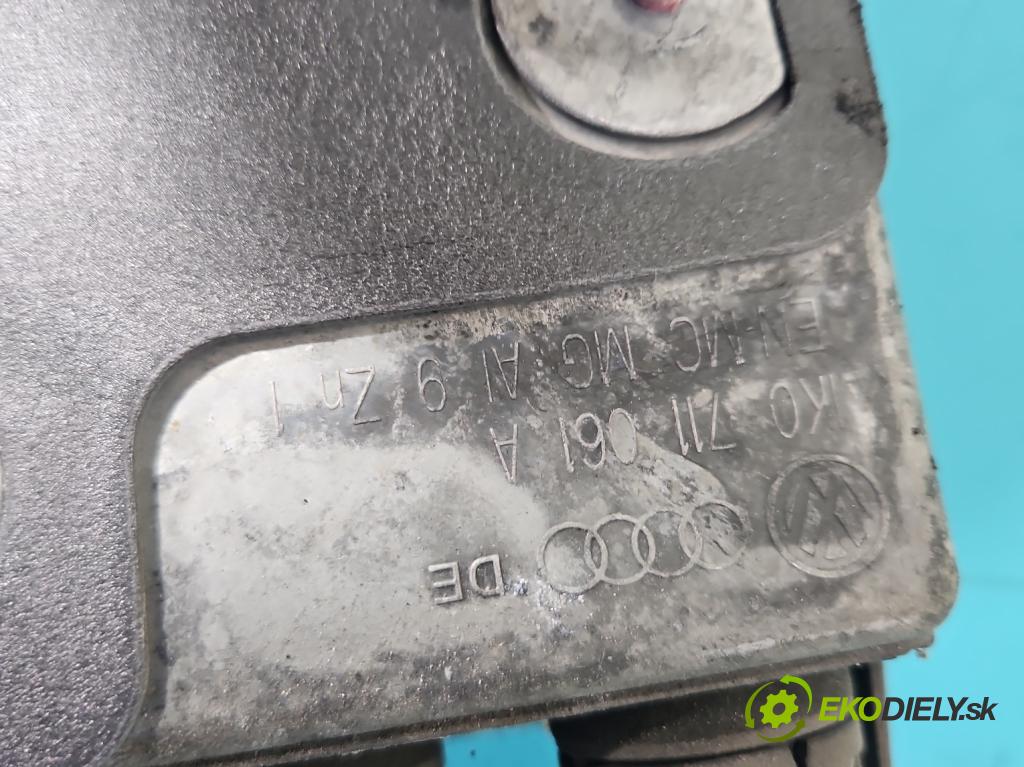 DE
1K0 711 061 A
EN-MC MG Al 9 Zn 1
EKODIELY.sk